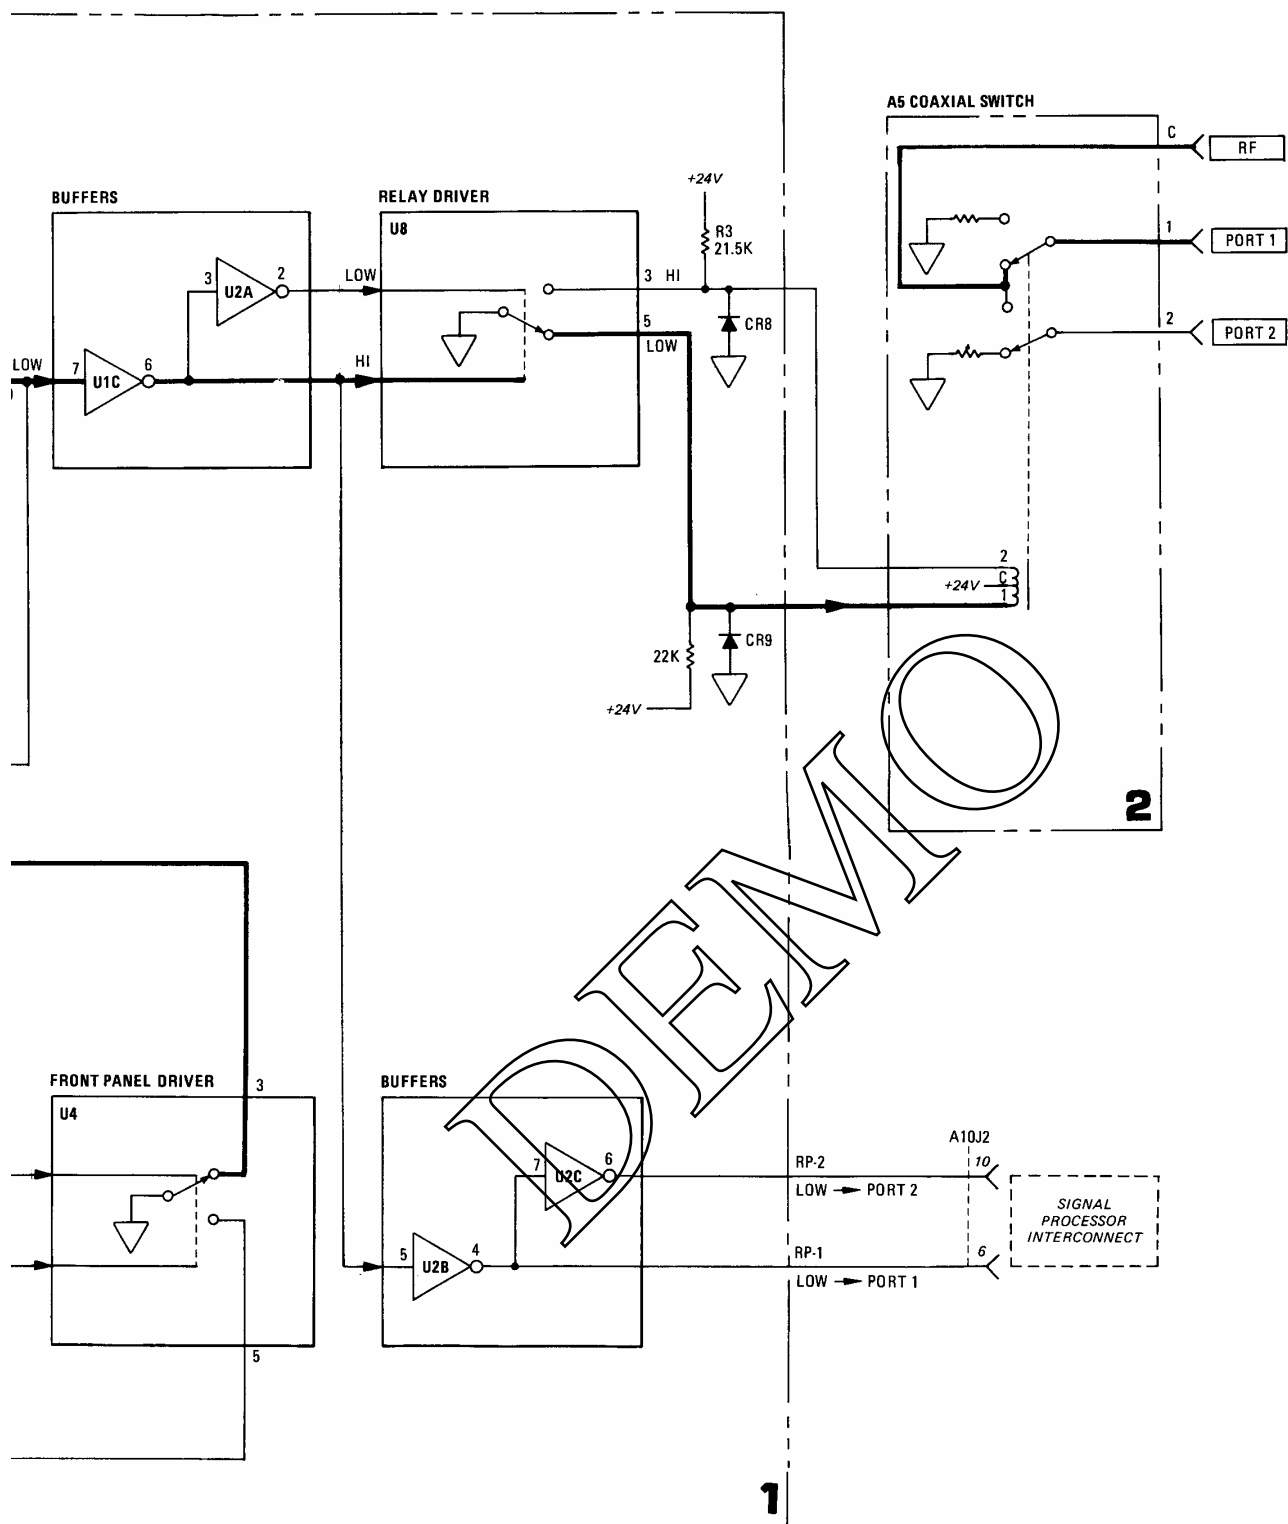 A5 COAXIAL SWITCH
C
RF
BUFFERS
RELAY DRIVER
+24V
U8
R3
21.5K
1
PORT 1
3
2
U2A
LOW
3 HI
CR8
5
LOW
2
PORT 2
LOW
7
6
U1C
HI
2
C
+24V
1
22K
CR9
+24V
2
DEMO
FRONT PANEL DRIVER
3
BUFFERS
U4
A10J2
7
6
U2C
RP-2
10
LOW → PORT 2
SIGNAL
PROCESSOR
INTERCONNECT
5
4
U2B
RP-1
6
LOW → PORT 1
5
1